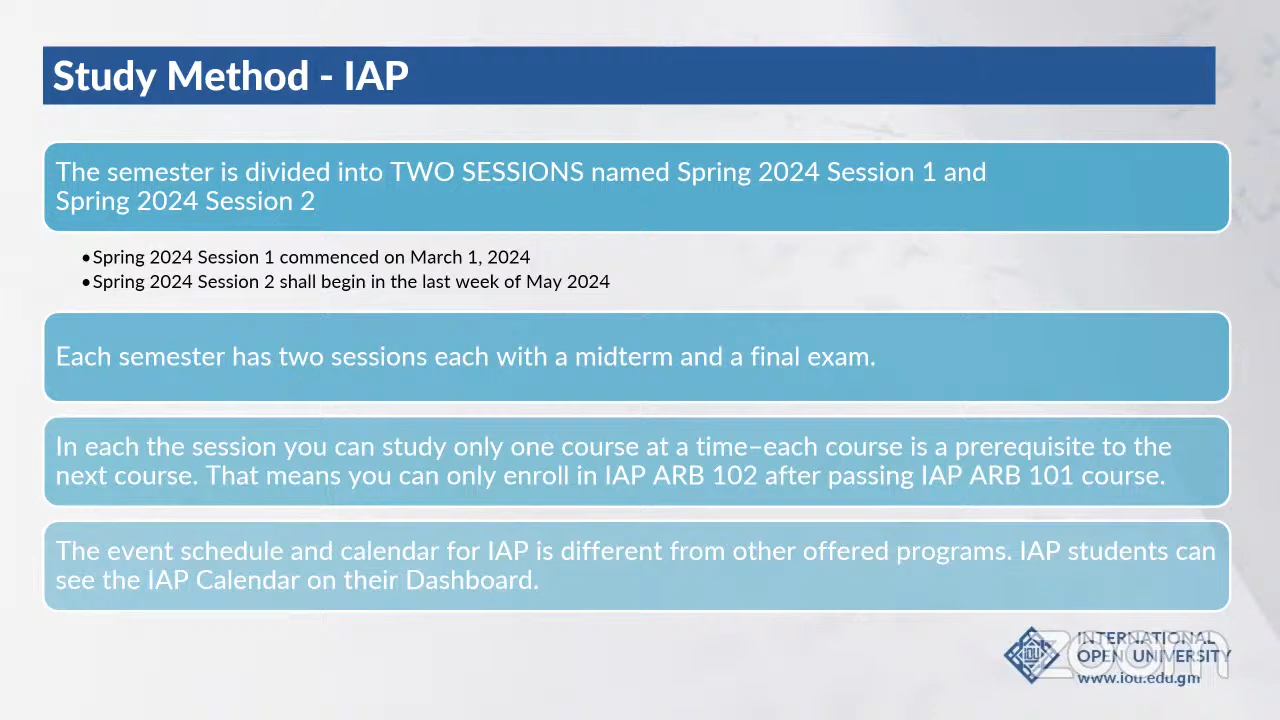 Study Method - IAP
The semester is divided into TWO SESSIONS named Spring 2024 Session 1 and
Spring 2024 Session 2
•Spring 2024 Session 1 commenced on March 1, 2024
•Spring 2024 Session 2 shall begin in the last week of May 2024
Each semester has two sessions each with a midterm and a final exam.
In each the session you can study only one course at a time–each course is a prerequisite to the
next course. That means you can only enroll in IAP ARB 102 after passing IAP ARB 101 course.
The event schedule and calendar for IAP is different from other offered programs. IAP students can
see the IAP Calendar on their Dashboard.
IOU
INTERNATIONAL
OPEN UNIVERSITY
www.iou.edu.gm
zoom